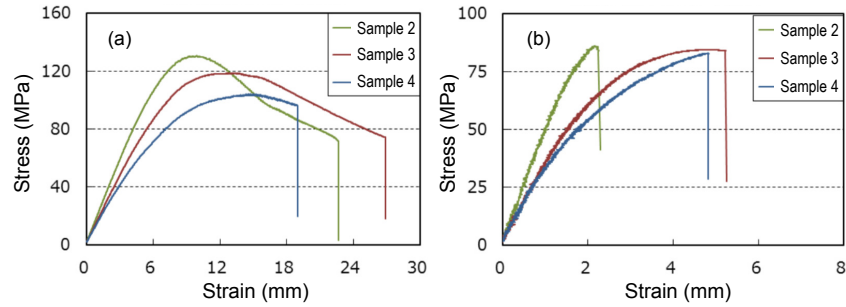 (a)
Sample 2
Sample 3
Sample 4
Stress (MPa)
160
120
80
40
0
0 6 12 18 24 30
Strain (mm)
(b)
Sample 2
Sample 3
Sample 4
Stress (MPa)
100
75
50
25
0
0 2 4 6 8
Strain (mm)